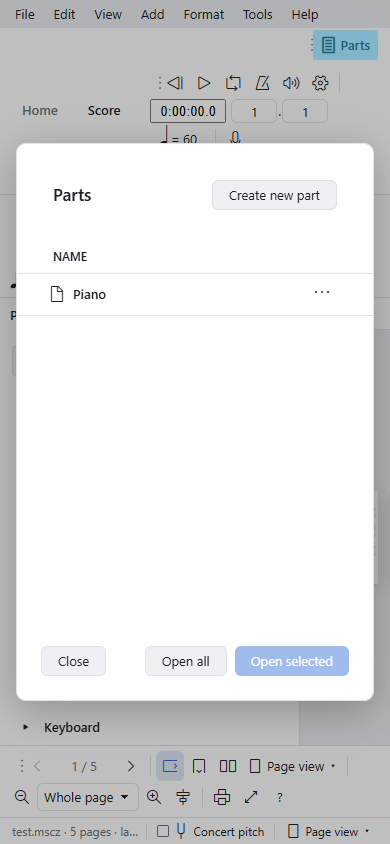 File Edit View Add Format Tools Help
Parts
Home Score 0:00:00.0 1 . 1
= 60
Parts Create new part
NAME
Piano ...
Close Open all Open selected
Keyboard
1 / 5 Page view
Whole page ?
test.mscz · 5 pages · la... Concert pitch Page view